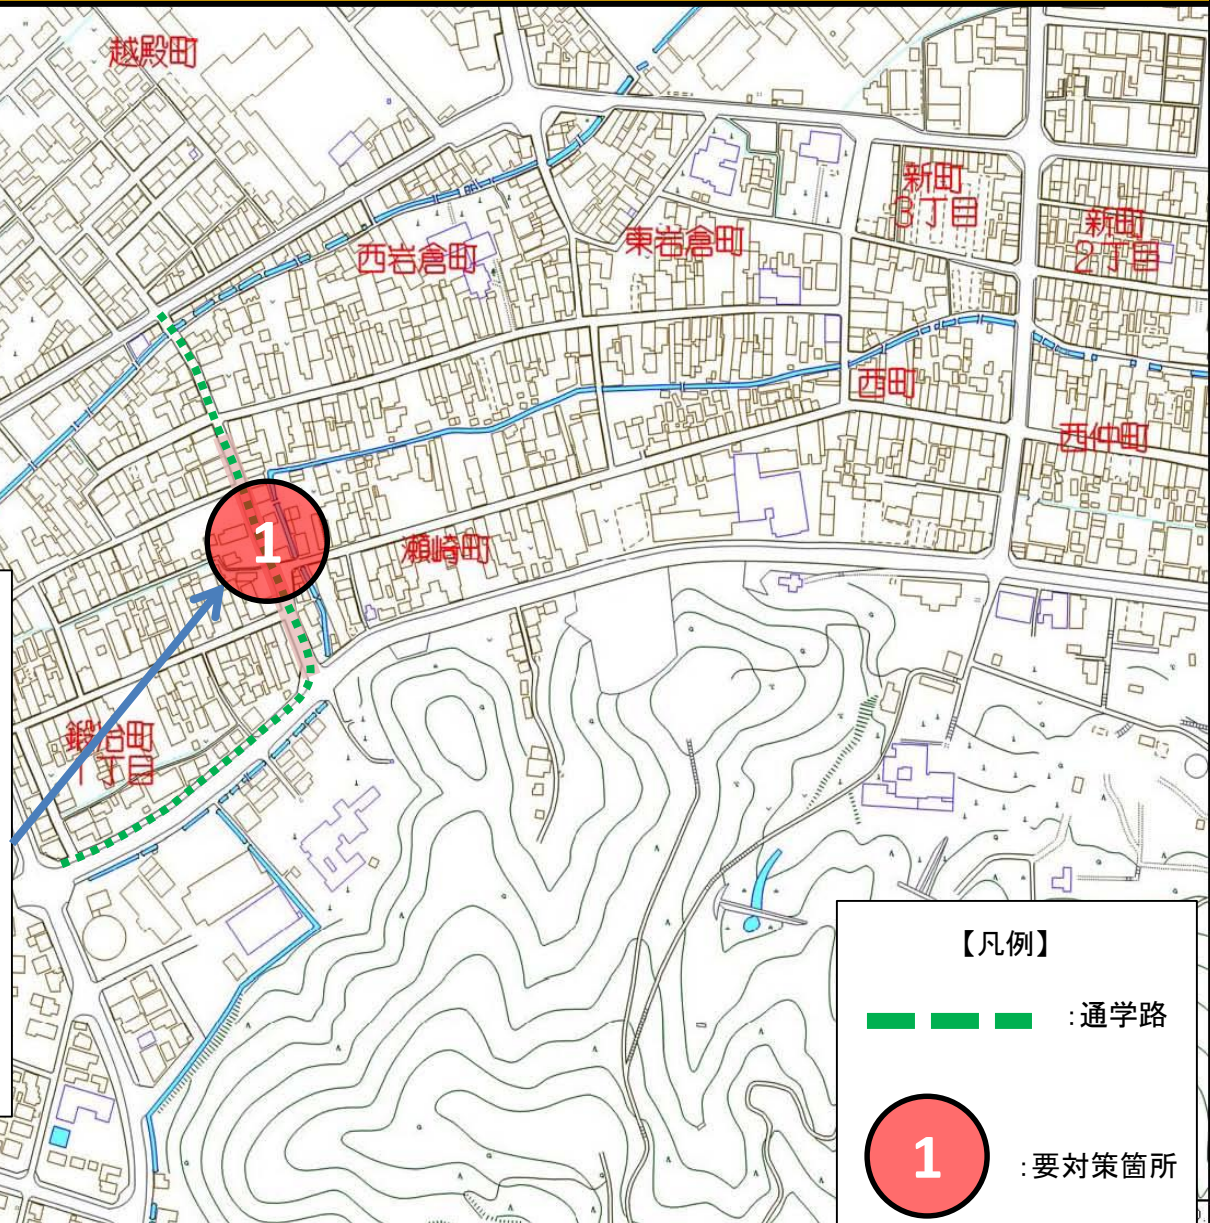 越殿町
西岩倉町
東岩倉町
新町
3丁目
新町
2丁目
西町
西仲町
瀬崎町
1
鍛冶町
1丁目
【凡例】
:通学路
1
:要対策箇所